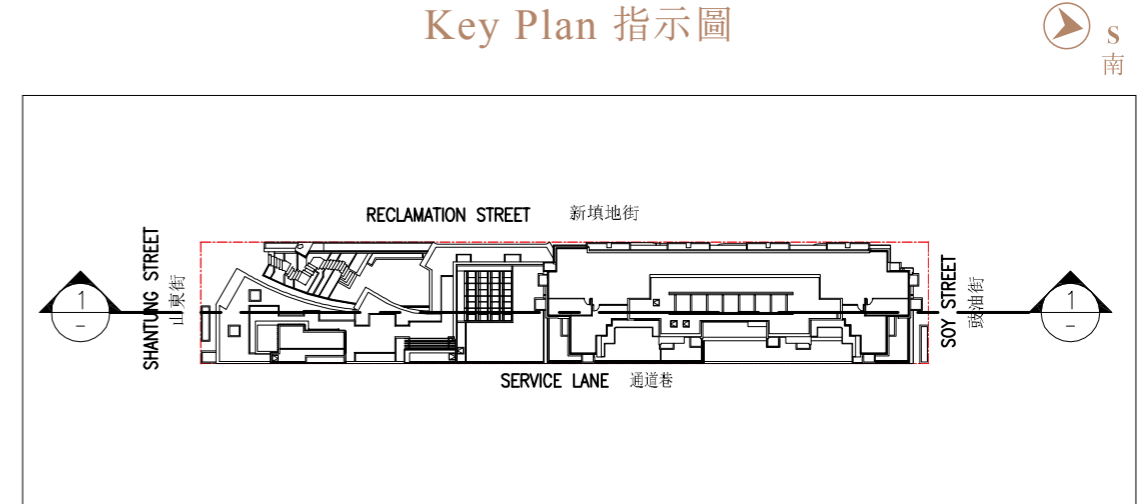 Key Plan 指示圖
S
南
RECLAMATION STREET 新填地街
SHANTUNG STREET
山東街
1
–
SOY STREET
豉油街
1
–
SERVICE LANE 通道巷